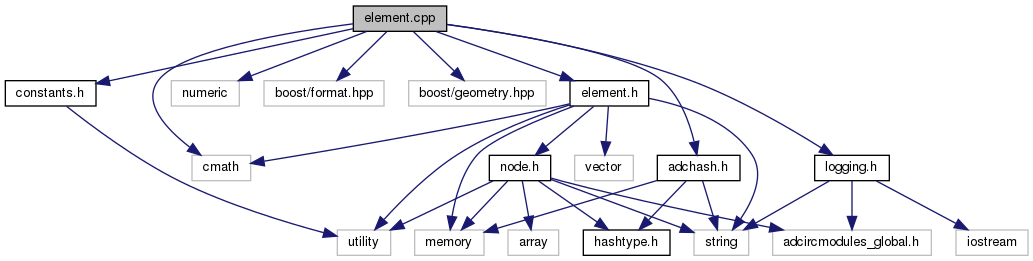 element.cpp
constants.h
numeric
boost/format.hpp
boost/geometry.hpp
element.h
cmath
node.h
vector
adchash.h
logging.h
utility
memory
array
hashtype.h
string
adcircmodules_global.h
iostream